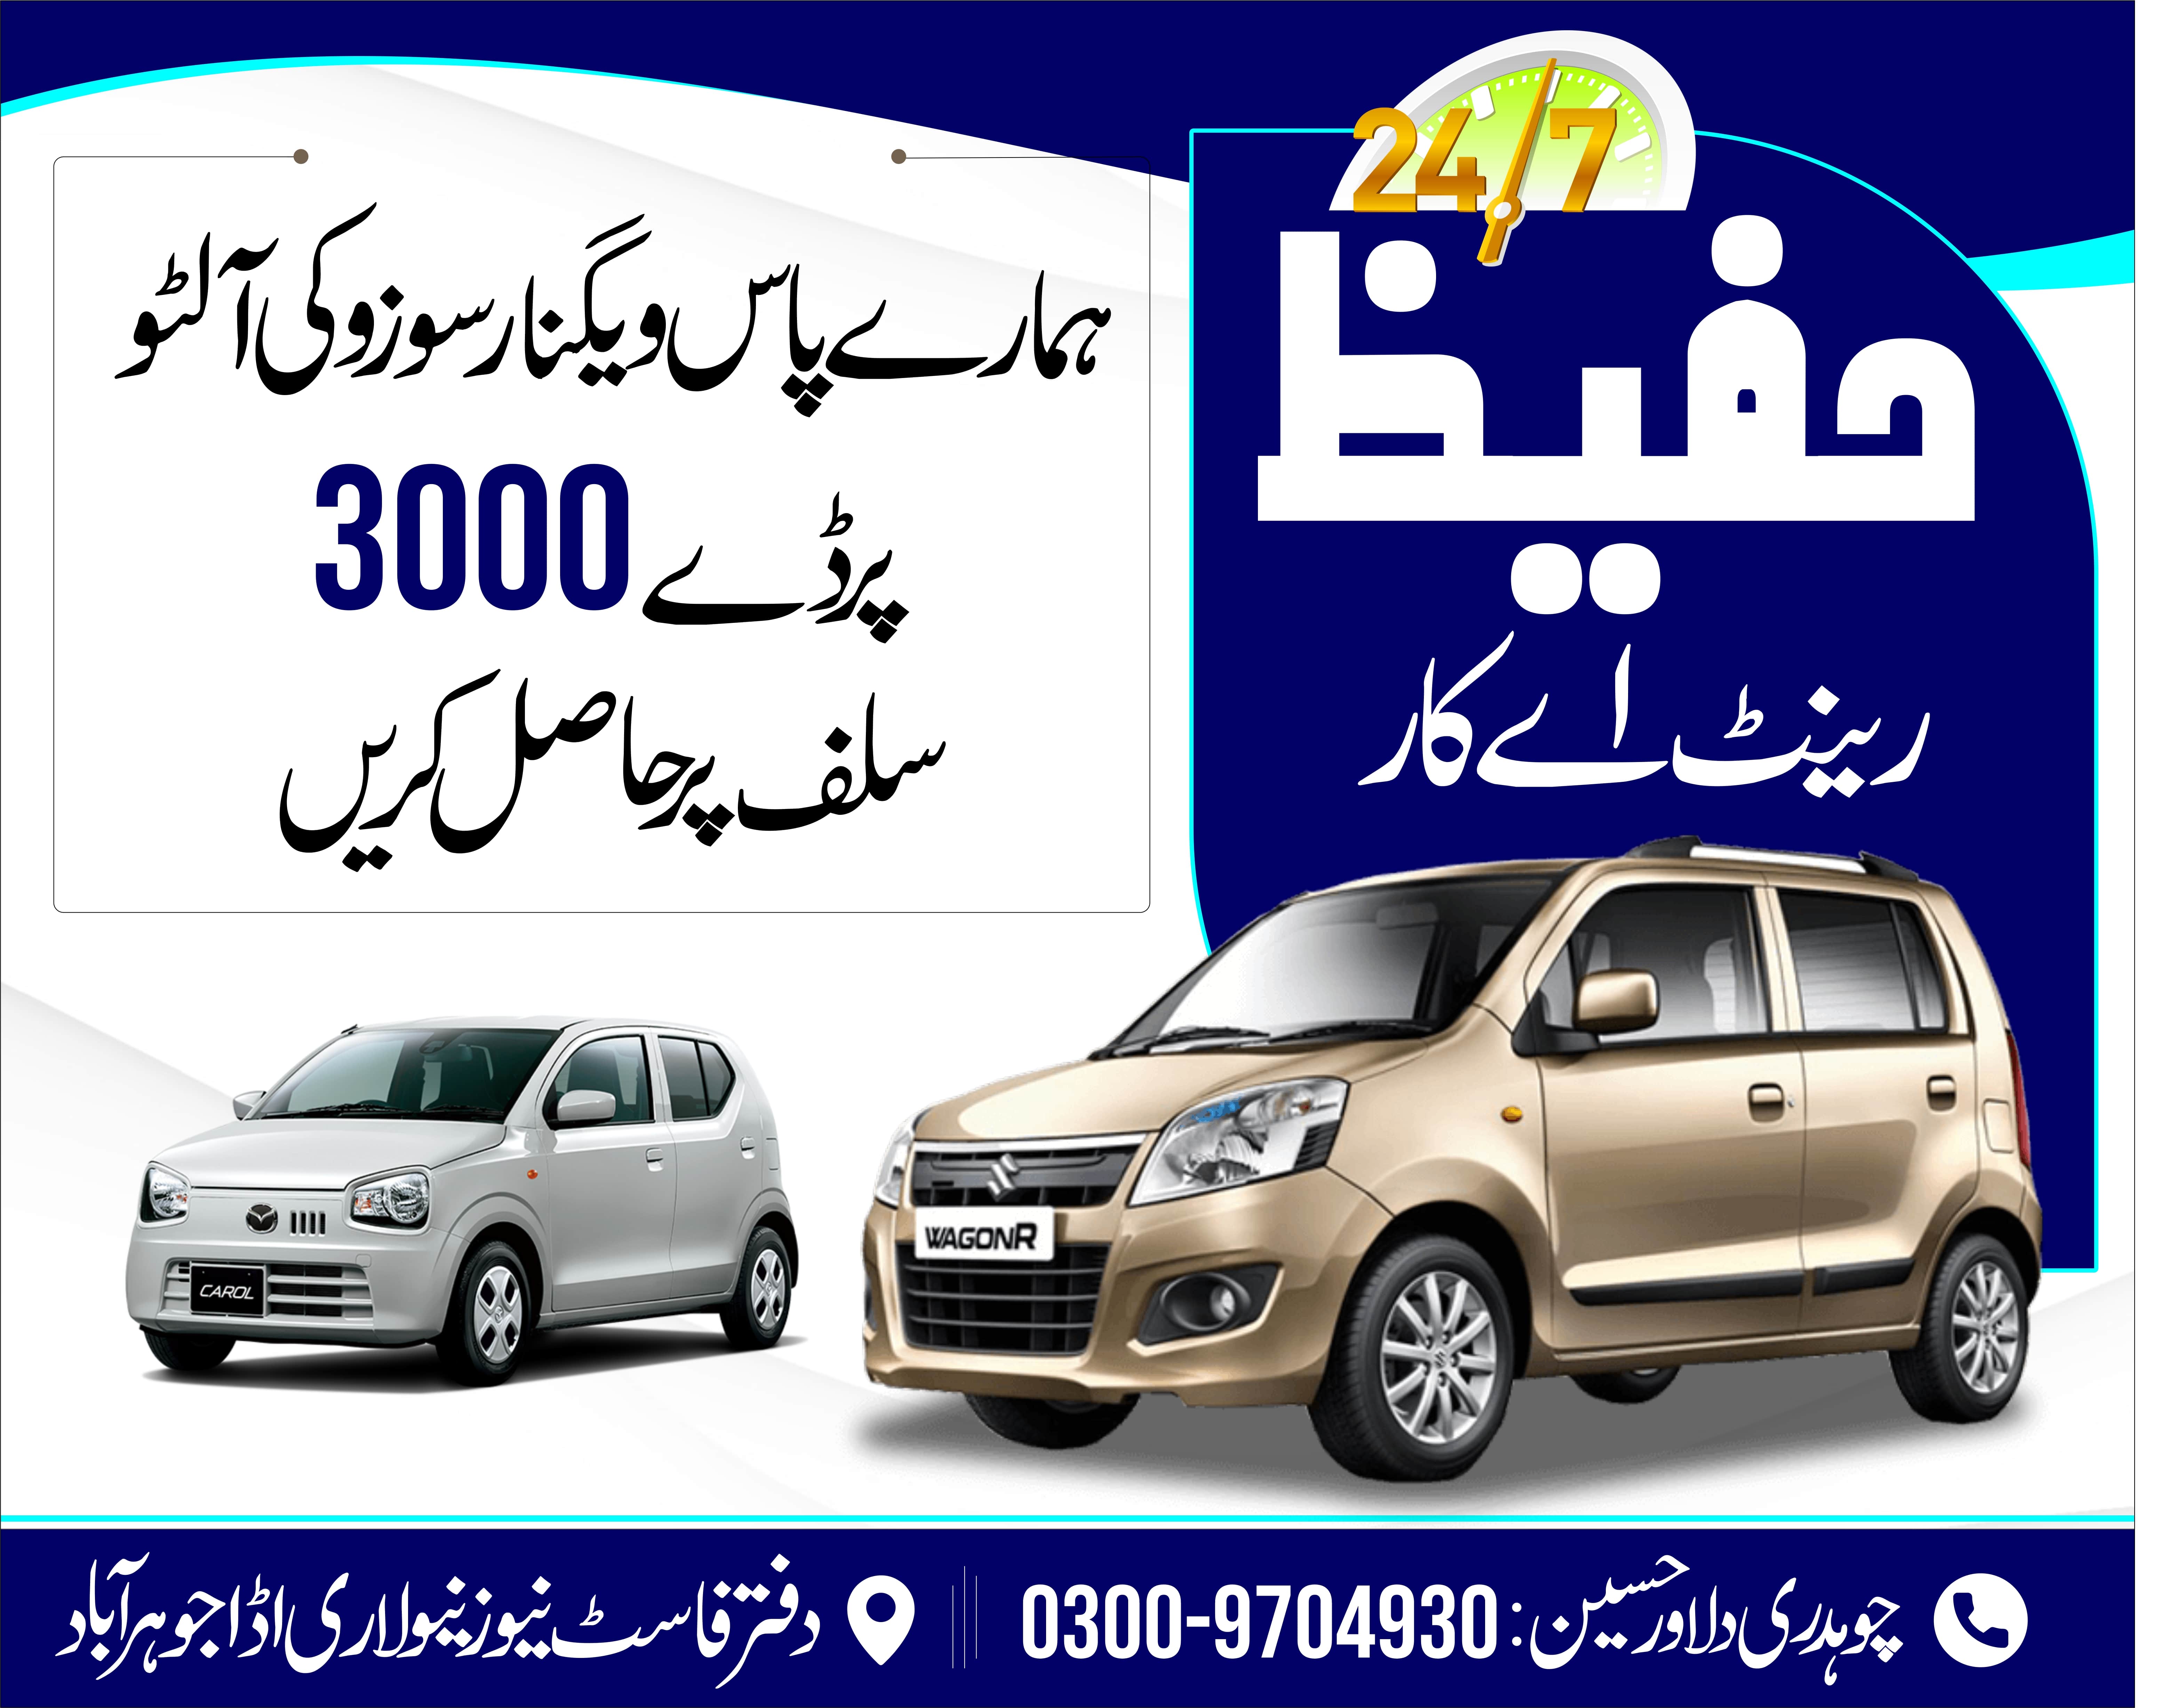 24/7
حفیظ
رینٹ اے کار
ہمارے پاس ویگنار سوزوکی آلٹو
پر ڈے 3000
سلف پر حاصل کریں
CAROL
WAGONR
چوہدری دلاور حسین : 0300-9704930
دفتر فاسٹ نیوز نیو لاری اڈا جوہر آباد